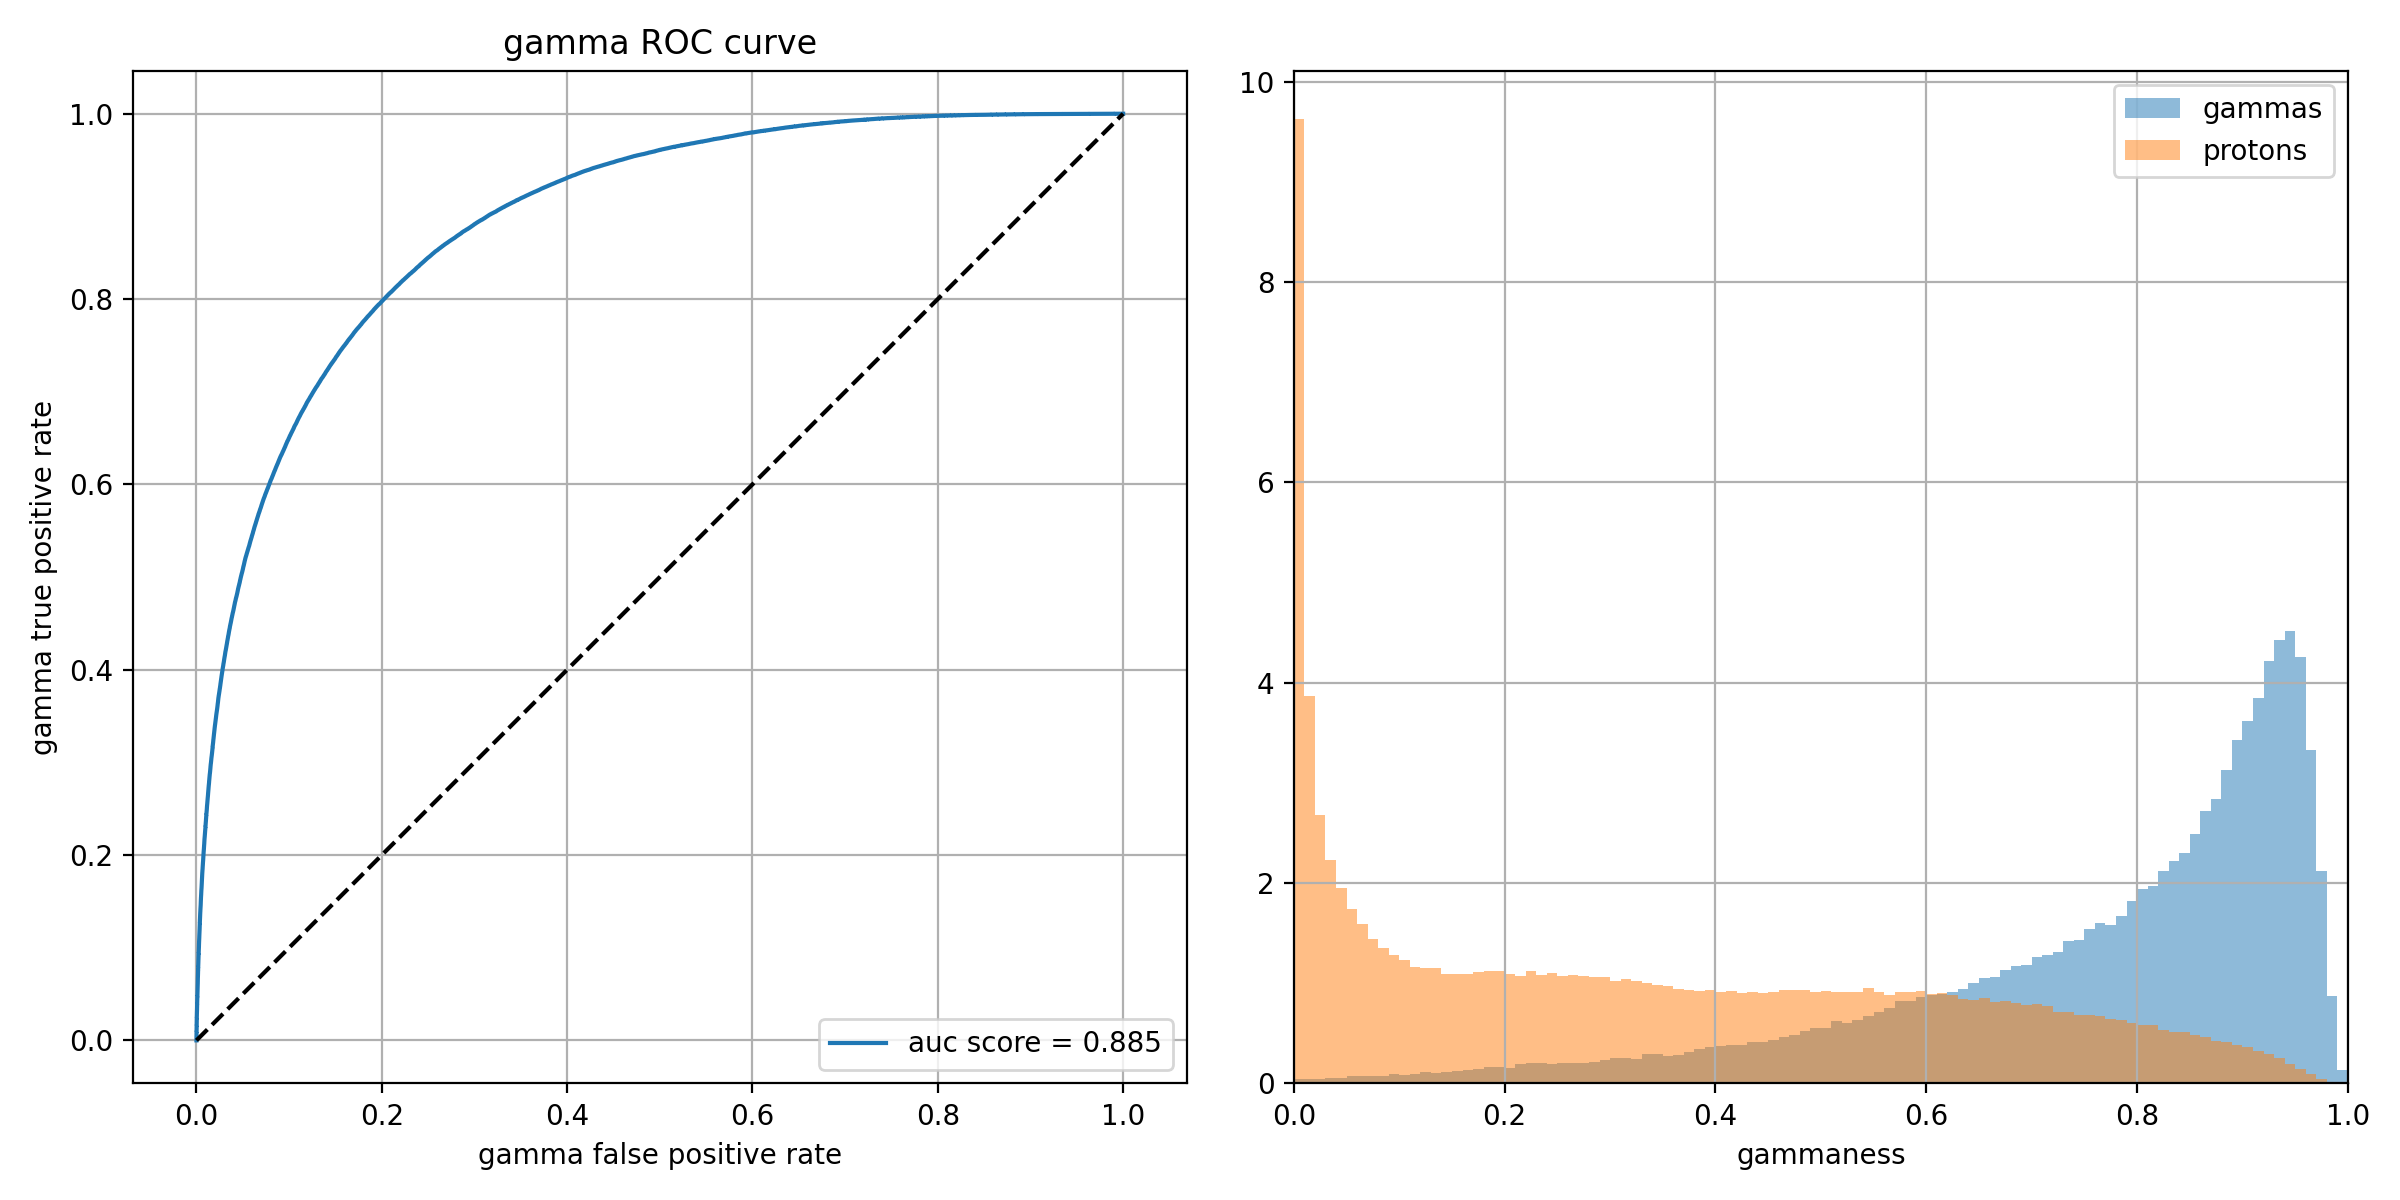 gamma ROC curve
1.0
0.8
0.6
0.4
0.2
0.0
gamma true positive rate
0.0 0.2 0.4 0.6 0.8 1.0
gamma false positive rate
auc score = 0.885
10
8
6
4
2
0
gammas
protons
0.0 0.2 0.4 0.6 0.8 1.0
gammaness